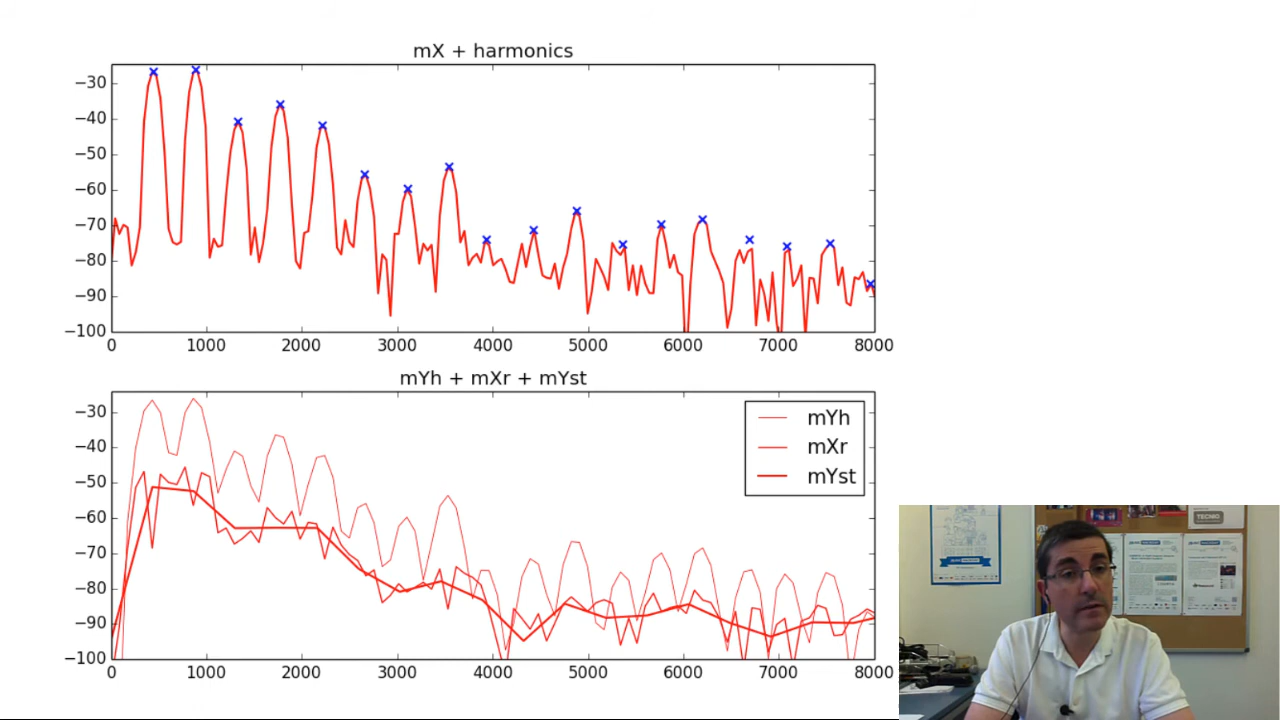 mX + harmonics
−30
−40
−50
−60
−70
−80
−90
−100
0 1000 2000 3000 4000 5000 6000 7000 8000
mYh + mXr + mYst
−30
−40
−50
−60
−70
−80
−90
−100
0 1000 2000 3000 4000 5000 6000 7000 8000
mYh
mXr
mYst
TECNIO